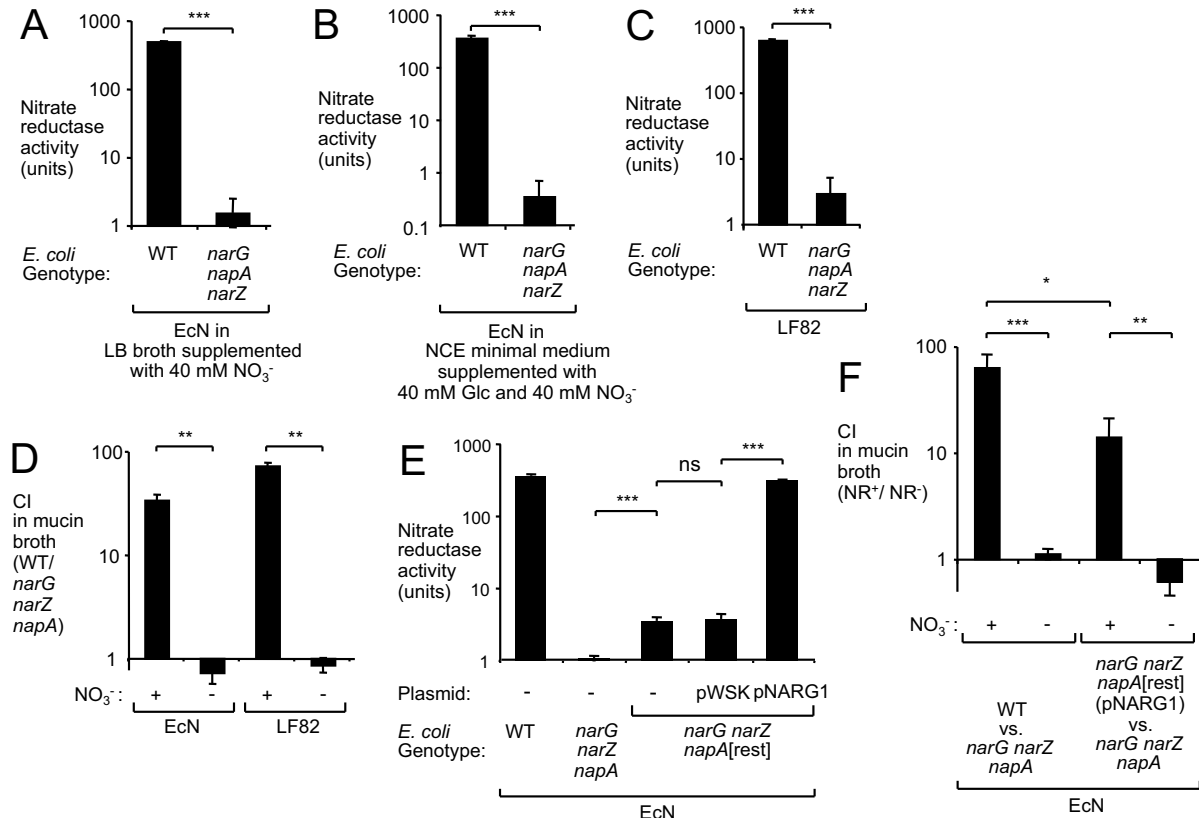 A
1000
100
10
1
Nitrate
reductase
activity
(units)
***
E. coli
Genotype:
WT
narG
napA
narZ
EcN in
LB broth supplemented
with 40 mM NO₃⁻
B
1000
100
10
1
0.1
Nitrate
reductase
activity
(units)
***
E. coli
Genotype:
WT
narG
napA
narZ
EcN in
NCE minimal medium
supplemented with
40 mM Glc and 40 mM NO₃⁻
C
1000
100
10
1
Nitrate
reductase
activity
(units)
***
E. coli
Genotype:
WT
narG
napA
narZ
LF82
D
100
10
1
CI
in mucin
broth
(WT/
narG
narZ
napA)
**
**
NO₃⁻:
+
-
+
-
EcN
LF82
E
1000
100
10
1
Nitrate
reductase
activity
(units)
***
ns
***
Plasmid:
-
-
-
pWSK
pNARG1
E. coli
Genotype:
WT
narG
narZ
napA
narG narZ
napA[rest]
EcN
F
100
10
1
CI
in mucin
broth
(NR⁺/ NR⁻)
*
***
**
NO₃⁻:
+
-
+
-
WT
vs.
narG narZ
napA
narG narZ
napA[rest]
(pNARG1)
vs.
narG narZ
napA
EcN